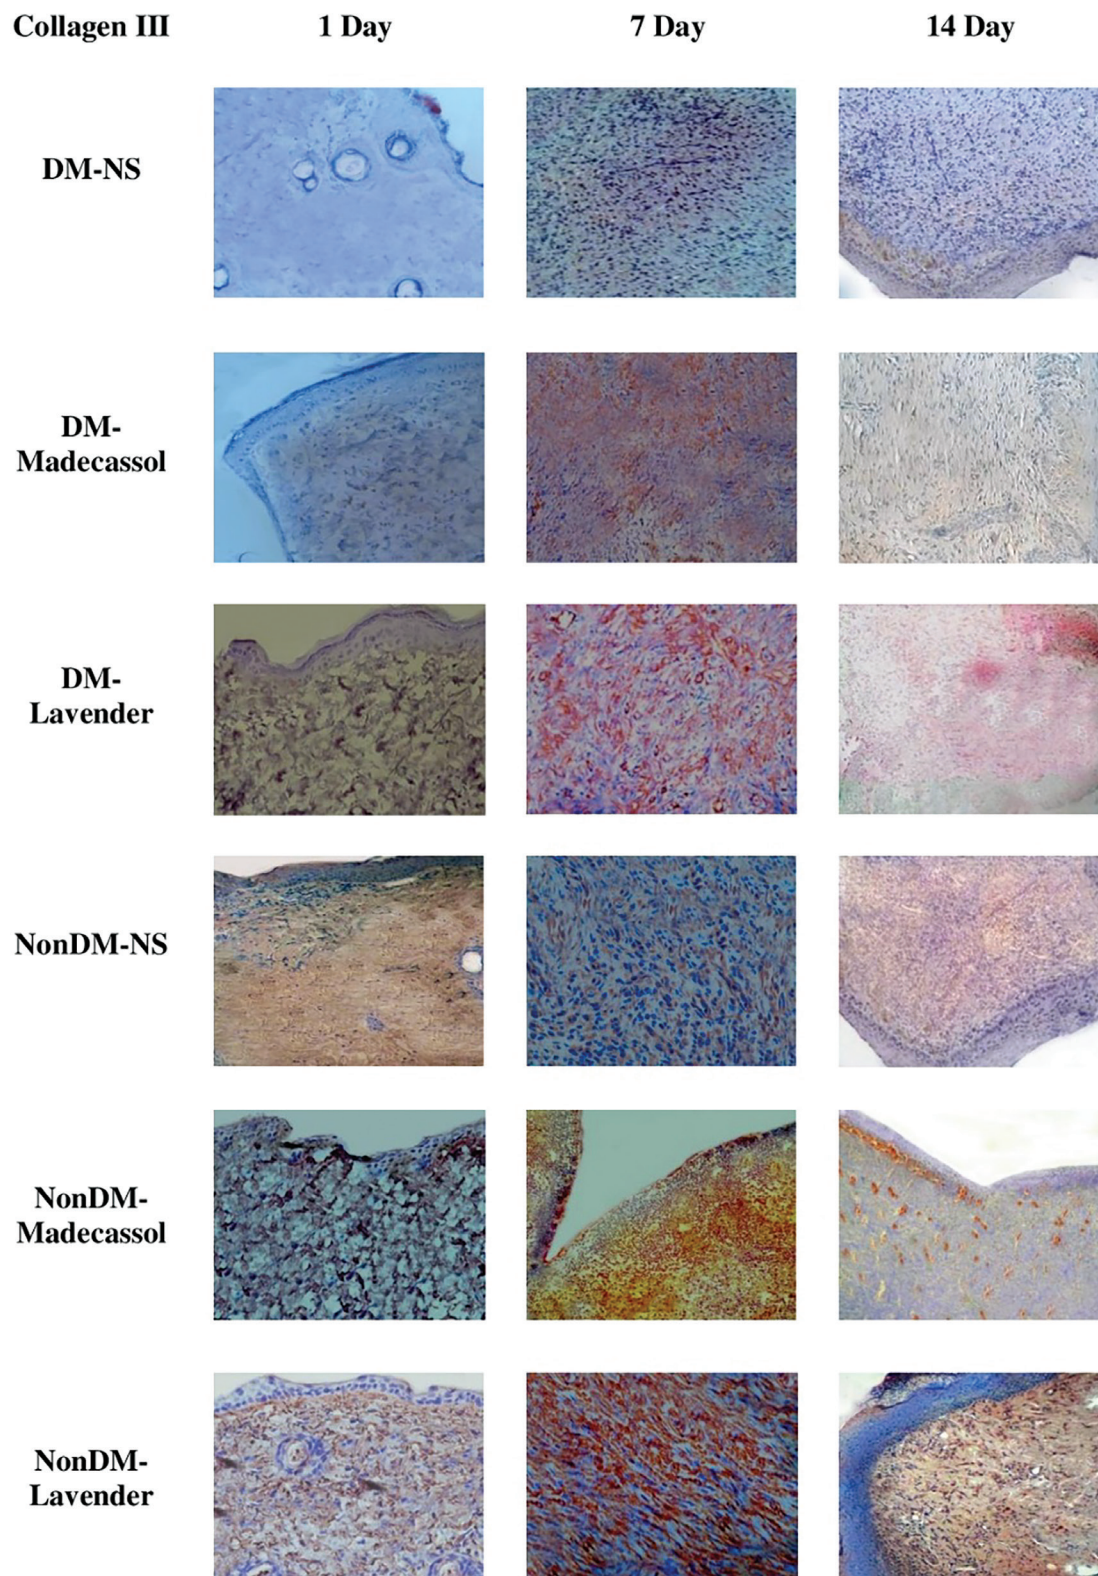 Collagen III 1 Day 7 Day 14 Day
DM-NS
DM-
Madecassol
DM-
Lavender
NonDM-NS
NonDM-
Madecassol
NonDM-
Lavender